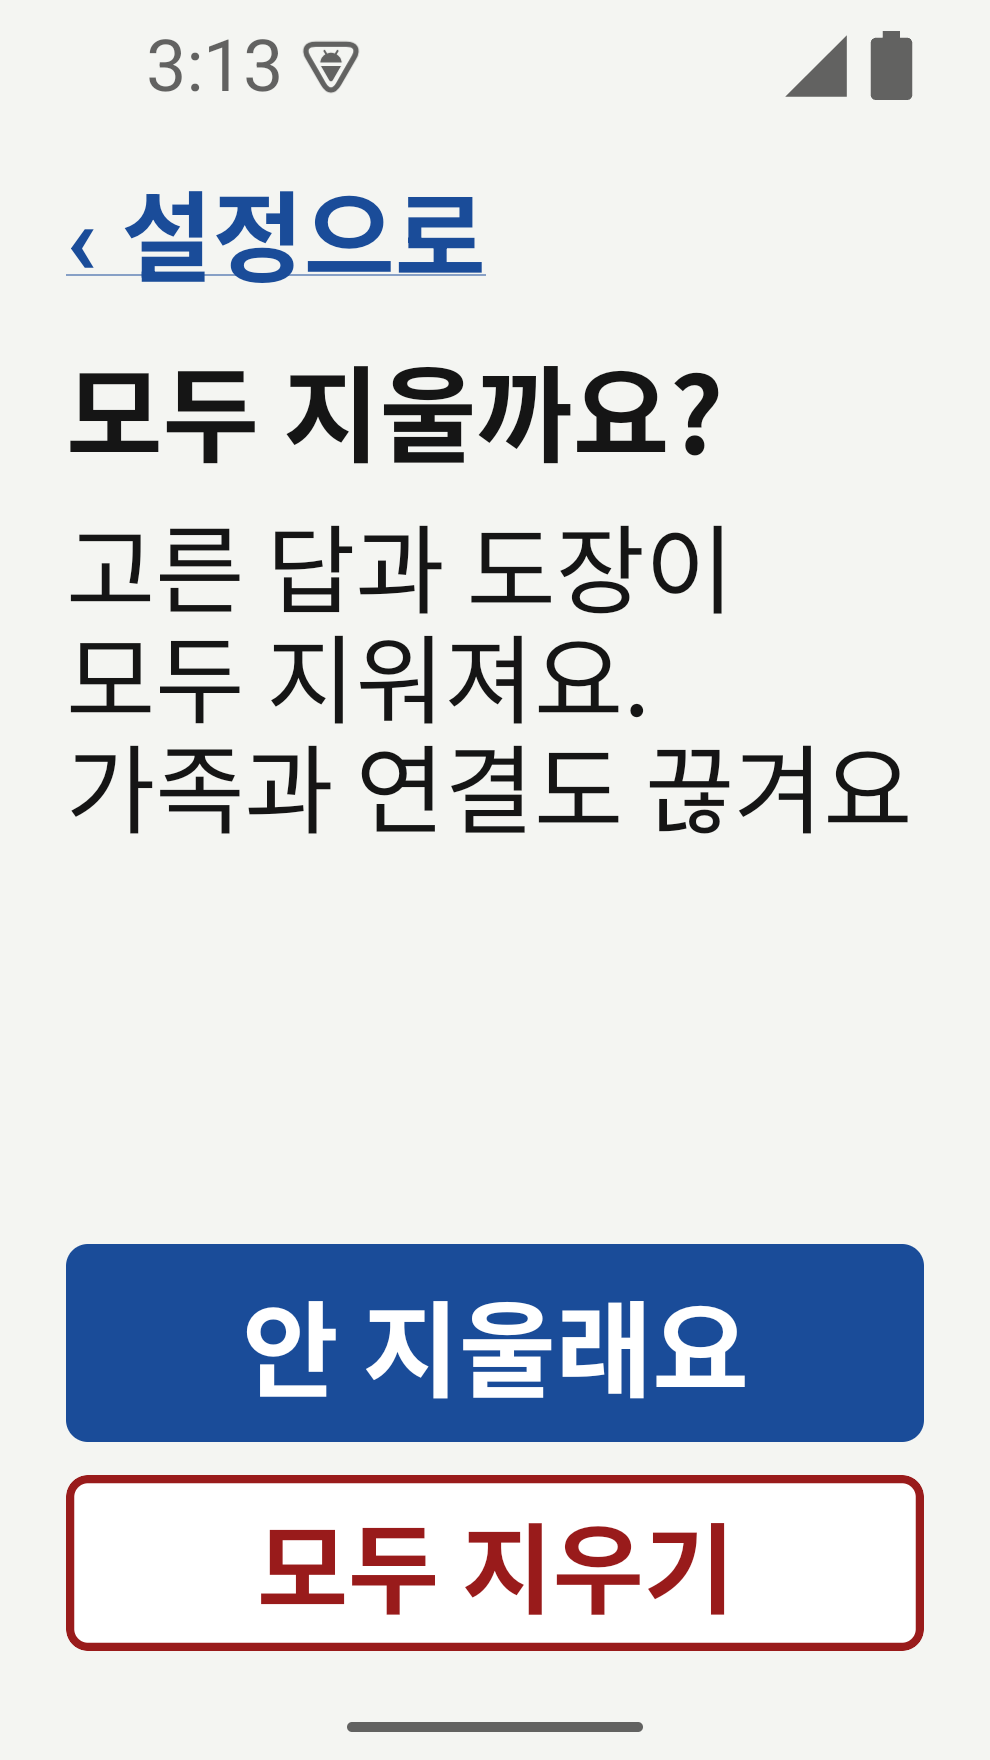 3:13
‹ 설정으로
모두 지울까요?
고른 답과 도장이
모두 지워져요.
가족과 연결도 끊겨요
안 지울래요
모두 지우기